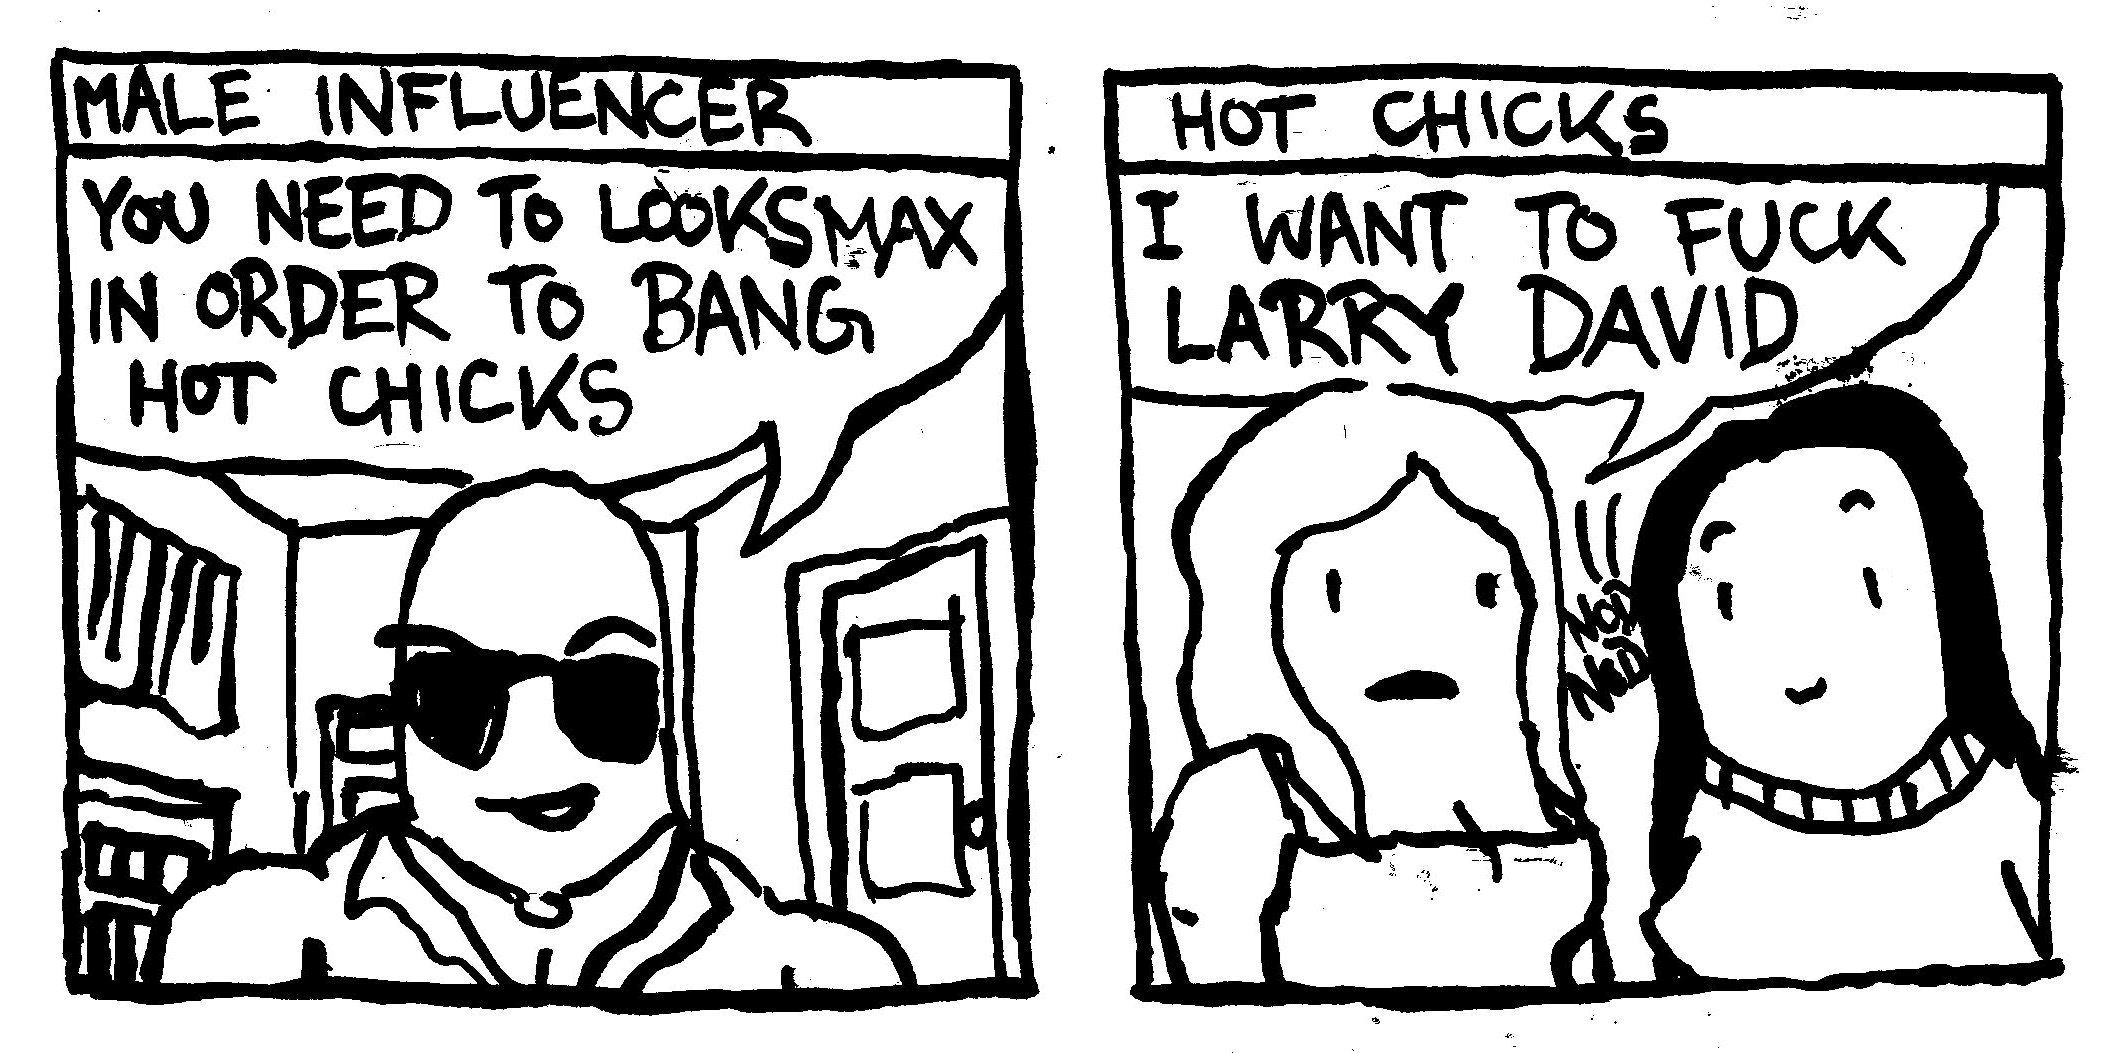 MALE INFLUENCER
YOU NEED TO LOOKSMAX
IN ORDER TO BANG
HOT CHICKS
HOT CHICKS
I WANT TO FUCK
LARRY DAVID
NOD
NOD